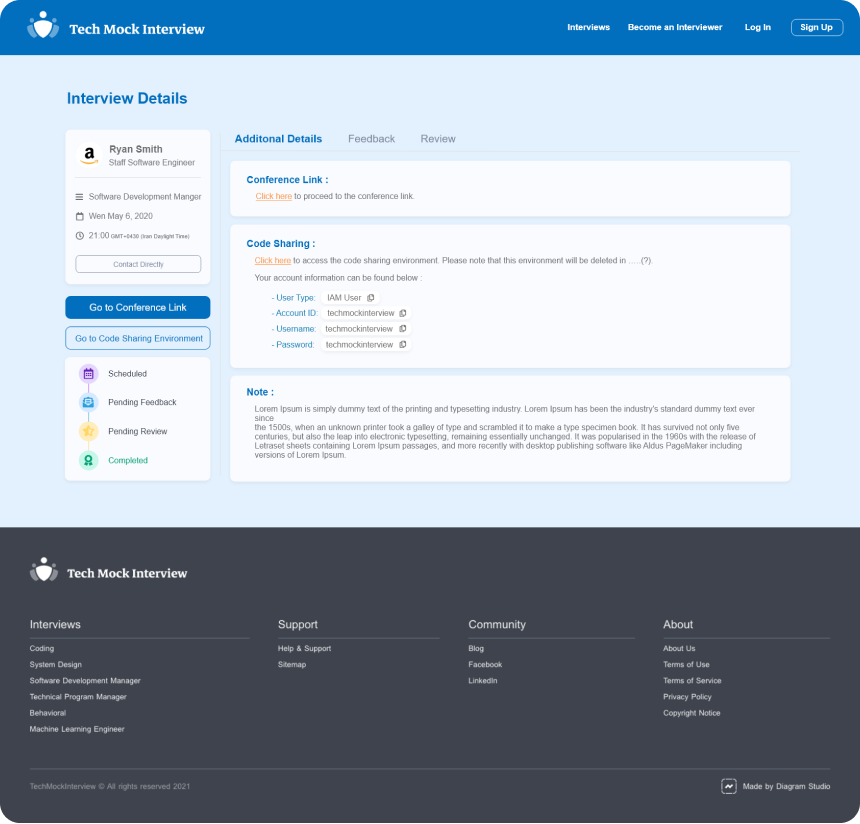 Tech Mock Interview
Interviews
Become an Interviewer
Log In
Sign Up
Interview Details
a
Ryan Smith
Staff Software Engineer
Software Development Manger
Wen May 6, 2020
21:00 GMT+0430 (Iran Daylight Time)
Contact Directly
Go to Conference Link
Go to Code Sharing Environment
Scheduled
Pending Feedback
Pending Review
Completed
Additonal Details
Feedback
Review
Conference Link :
Click here to proceed to the conference link.
Code Sharing :
Click here to access the code sharing environment. Please note that this environment will be deleted in .....(?).
Your account information can be found below :
- User Type: IAM User
- Account ID: techmockinterview
- Username: techmockinterview
- Password: techmockinterview
Note :
Lorem Ipsum is simply dummy text of the printing and typesetting industry. Lorem Ipsum has been the industry's standard dummy text ever
since
the 1500s, when an unknown printer took a galley of type and scrambled it to make a type specimen book. It has survived not only five
centuries, but also the leap into electronic typesetting, remaining essentially unchanged. It was popularised in the 1960s with the release of
Letraset sheets containing Lorem Ipsum passages, and more recently with desktop publishing software like Aldus PageMaker including
versions of Lorem Ipsum.
Tech Mock Interview
Interviews
Coding
System Design
Software Development Manager
Technical Program Manager
Behavioral
Machine Learning Engineer
Support
Help & Support
Sitemap
Community
Blog
Facebook
LinkedIn
About
About Us
Terms of Use
Terms of Service
Privacy Policy
Copyright Notice
TechMockInterview © All rights reserved 2021
Made by Diagram Studio